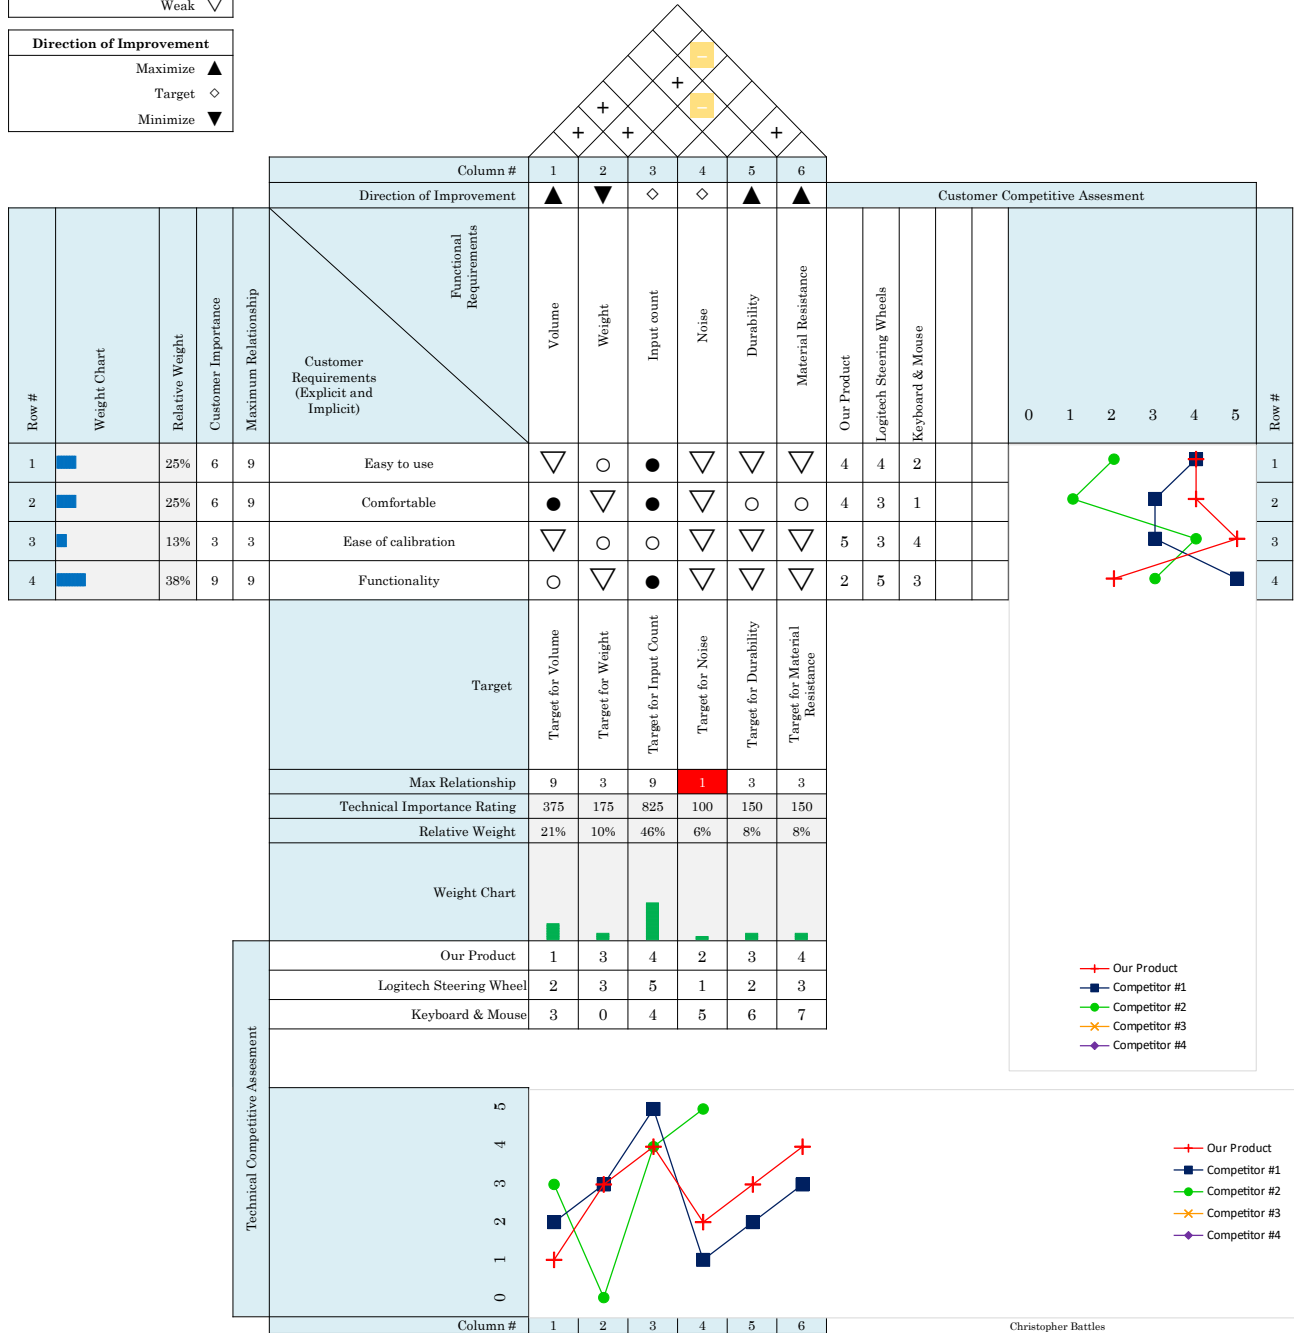 Weak ▽
Direction of Improvement
Maximize ▲
Target ◇
Minimize ▼
−
+
+ −
+ + +
Column # 1 2 3 4 5 6
Direction of Improvement ▲ ▼ ◇ ◇ ▲ ▲ Customer Competitive Assesment
Row #
Weight Chart
Relative Weight
Customer Importance
Maximum Relationship
Customer
Requirements
(Explicit and
Implicit)
Functional
Requirements
Volume
Weight
Input count
Noise
Durability
Material Resistance
Our Product
Logitech Steering Wheels
Keyboard & Mouse
0 1 2 3 4 5
Row #
1 25% 6 9 Easy to use ▽ ○ ● ▽ ▽ ▽ 4 4 2 1
2 25% 6 9 Comfortable ● ▽ ● ▽ ○ ○ 4 3 1 2
3 13% 3 3 Ease of calibration ▽ ○ ○ ▽ ▽ ▽ 5 3 4 3
4 38% 9 9 Functionality ○ ▽ ● ▽ ▽ ▽ 2 5 3 4
Target
Target for Volume
Target for Weight
Target for Input Count
Target for Noise
Target for Durability
Target for Material
Resistance
Max Relationship 9 3 9 1 3 3
Technical Importance Rating 375 175 825 100 150 150
Relative Weight 21% 10% 46% 6% 8% 8%
Weight Chart
Technical Competitive Assesment
Our Product 1 3 4 2 3 4
Logitech Steering Wheel 2 3 5 1 2 3
Keyboard & Mouse 3 0 4 5 6 7
Our Product
Competitor #1
Competitor #2
Competitor #3
Competitor #4
5
4
3
2
1
0
Our Product
Competitor #1
Competitor #2
Competitor #3
Competitor #4
Column # 1 2 3 4 5 6
Christopher Battles